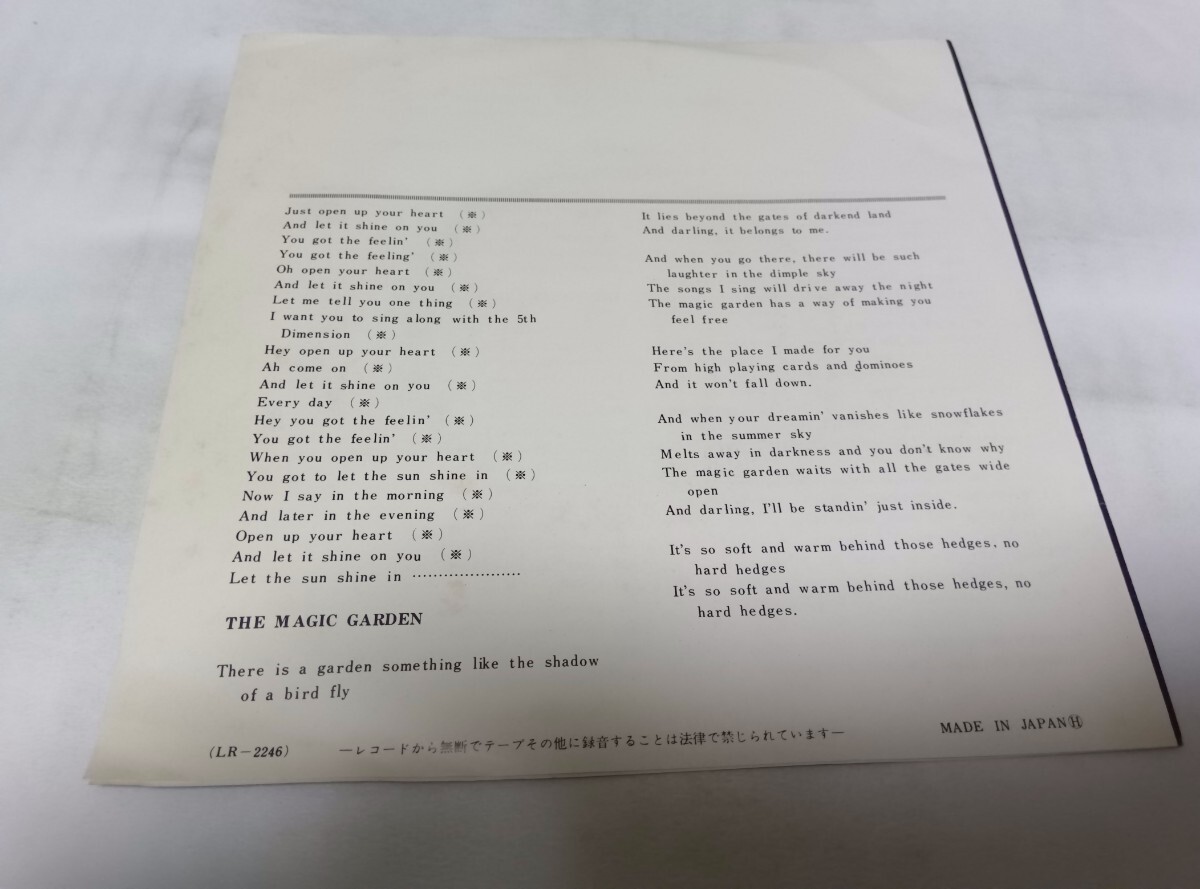 Just open up your heart (※)
And let it shine on you (※)
You got the feelin' (※)
You got the feeling' (※)
Oh open your heart (※)
And let it shine on you (※)
Let me tell you one thing (※)
I want you to sing along with the 5th
Dimension (※)
Hey open up your heart (※)
Ah come on (※)
And let it shine on you (※)
Every day (※)
Hey you got the feelin' (※)
You got the feelin' (※)
When you open up your heart (※)
You got to let the sun shine in (※)
Now I say in the morning (※)
And later in the evening (※)
Open up your heart (※)
And let it shine on you (※)
Let the sun shine in …………………
THE MAGIC GARDEN
There is a garden something like the shadow
of a bird fly
It lies beyond the gates of darkend land
And darling, it belongs to me.
And when you go there, there will be such
laughter in the dimple sky
The songs I sing will drive away the night
The magic garden has a way of making you
feel free
Here's the place I made for you
From high playing cards and dominoes
And it won't fall down.
And when your dreamin' vanishes like snowflakes
in the summer sky
Melts away in darkness and you don't know why
The magic garden waits with all the gates wide
open
And darling, I'll be standin' just inside.
It's so soft and warm behind those hedges, no
hard hedges
It's so soft and warm behind those hedges, no
hard hedges.
(LR-2246)
―レコードから無断でテープその他に録音することは法律で禁じられています―
MADE IN JAPANⒽ